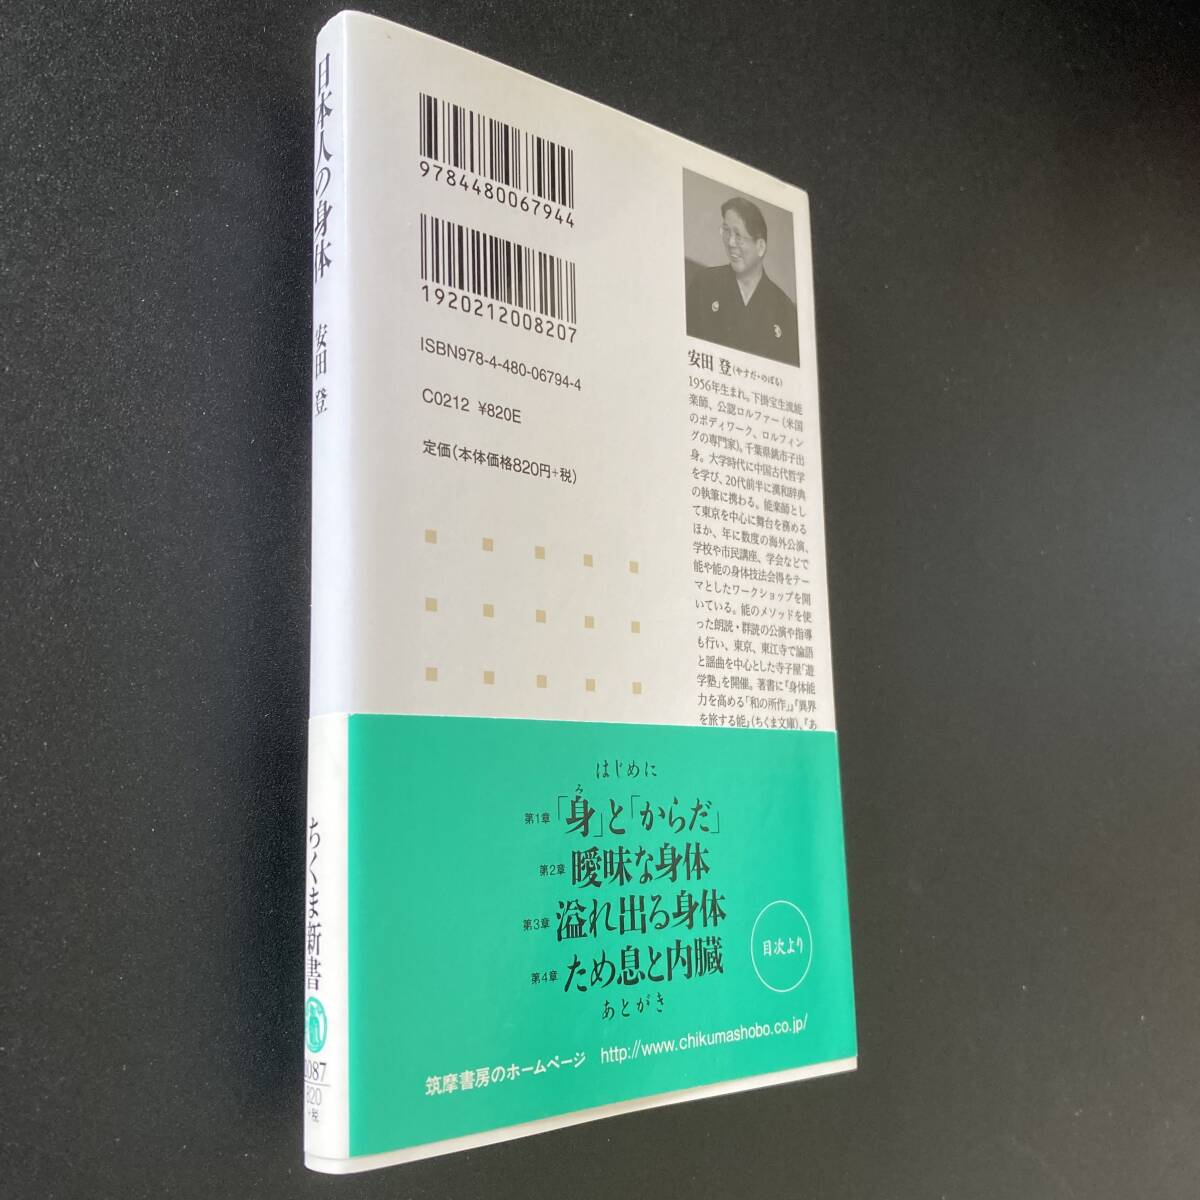 日本人の身体
安田 登
ちくま新書
1087
820
+税
9784480067944
1920212008207
ISBN978-4-480-06794-4
C0212 ¥820E
定価(本体価格820円+税)
安田 登(やすだ・のぼる)
1956年生まれ。下掛宝生流能
楽師、公認ロルファー(米国
のボディワーク、ロルフィン
グの専門家)。千葉県銚子市出
身。大学時代に中国古代哲学
を学び、20代前半に漢和辞典
の執筆に携わる。能楽師とし
て東京を中心に舞台を務める
ほか、年に数度の海外公演、
学校や市民講座、学会などで
能や能の身体技法会得をテー
マとしたワークショップを開
いている。能のメソッドを使
った朗読・群読の公演や指導
も行い、東京、東江寺で論語
と謡曲を中心とした寺子屋「遊
学塾」を開催。著書に『身体能
力を高める「和の所作」』『異界
を旅する能』(ちくま文庫)、『あ
はじめに
第1章 「身」と「からだ」
み
第2章 曖昧な身体
第3章 溢れ出る身体
第4章 ため息と内臓
あとがき
目次より
筑摩書房のホームページ http://www.chikumashobo.co.jp/